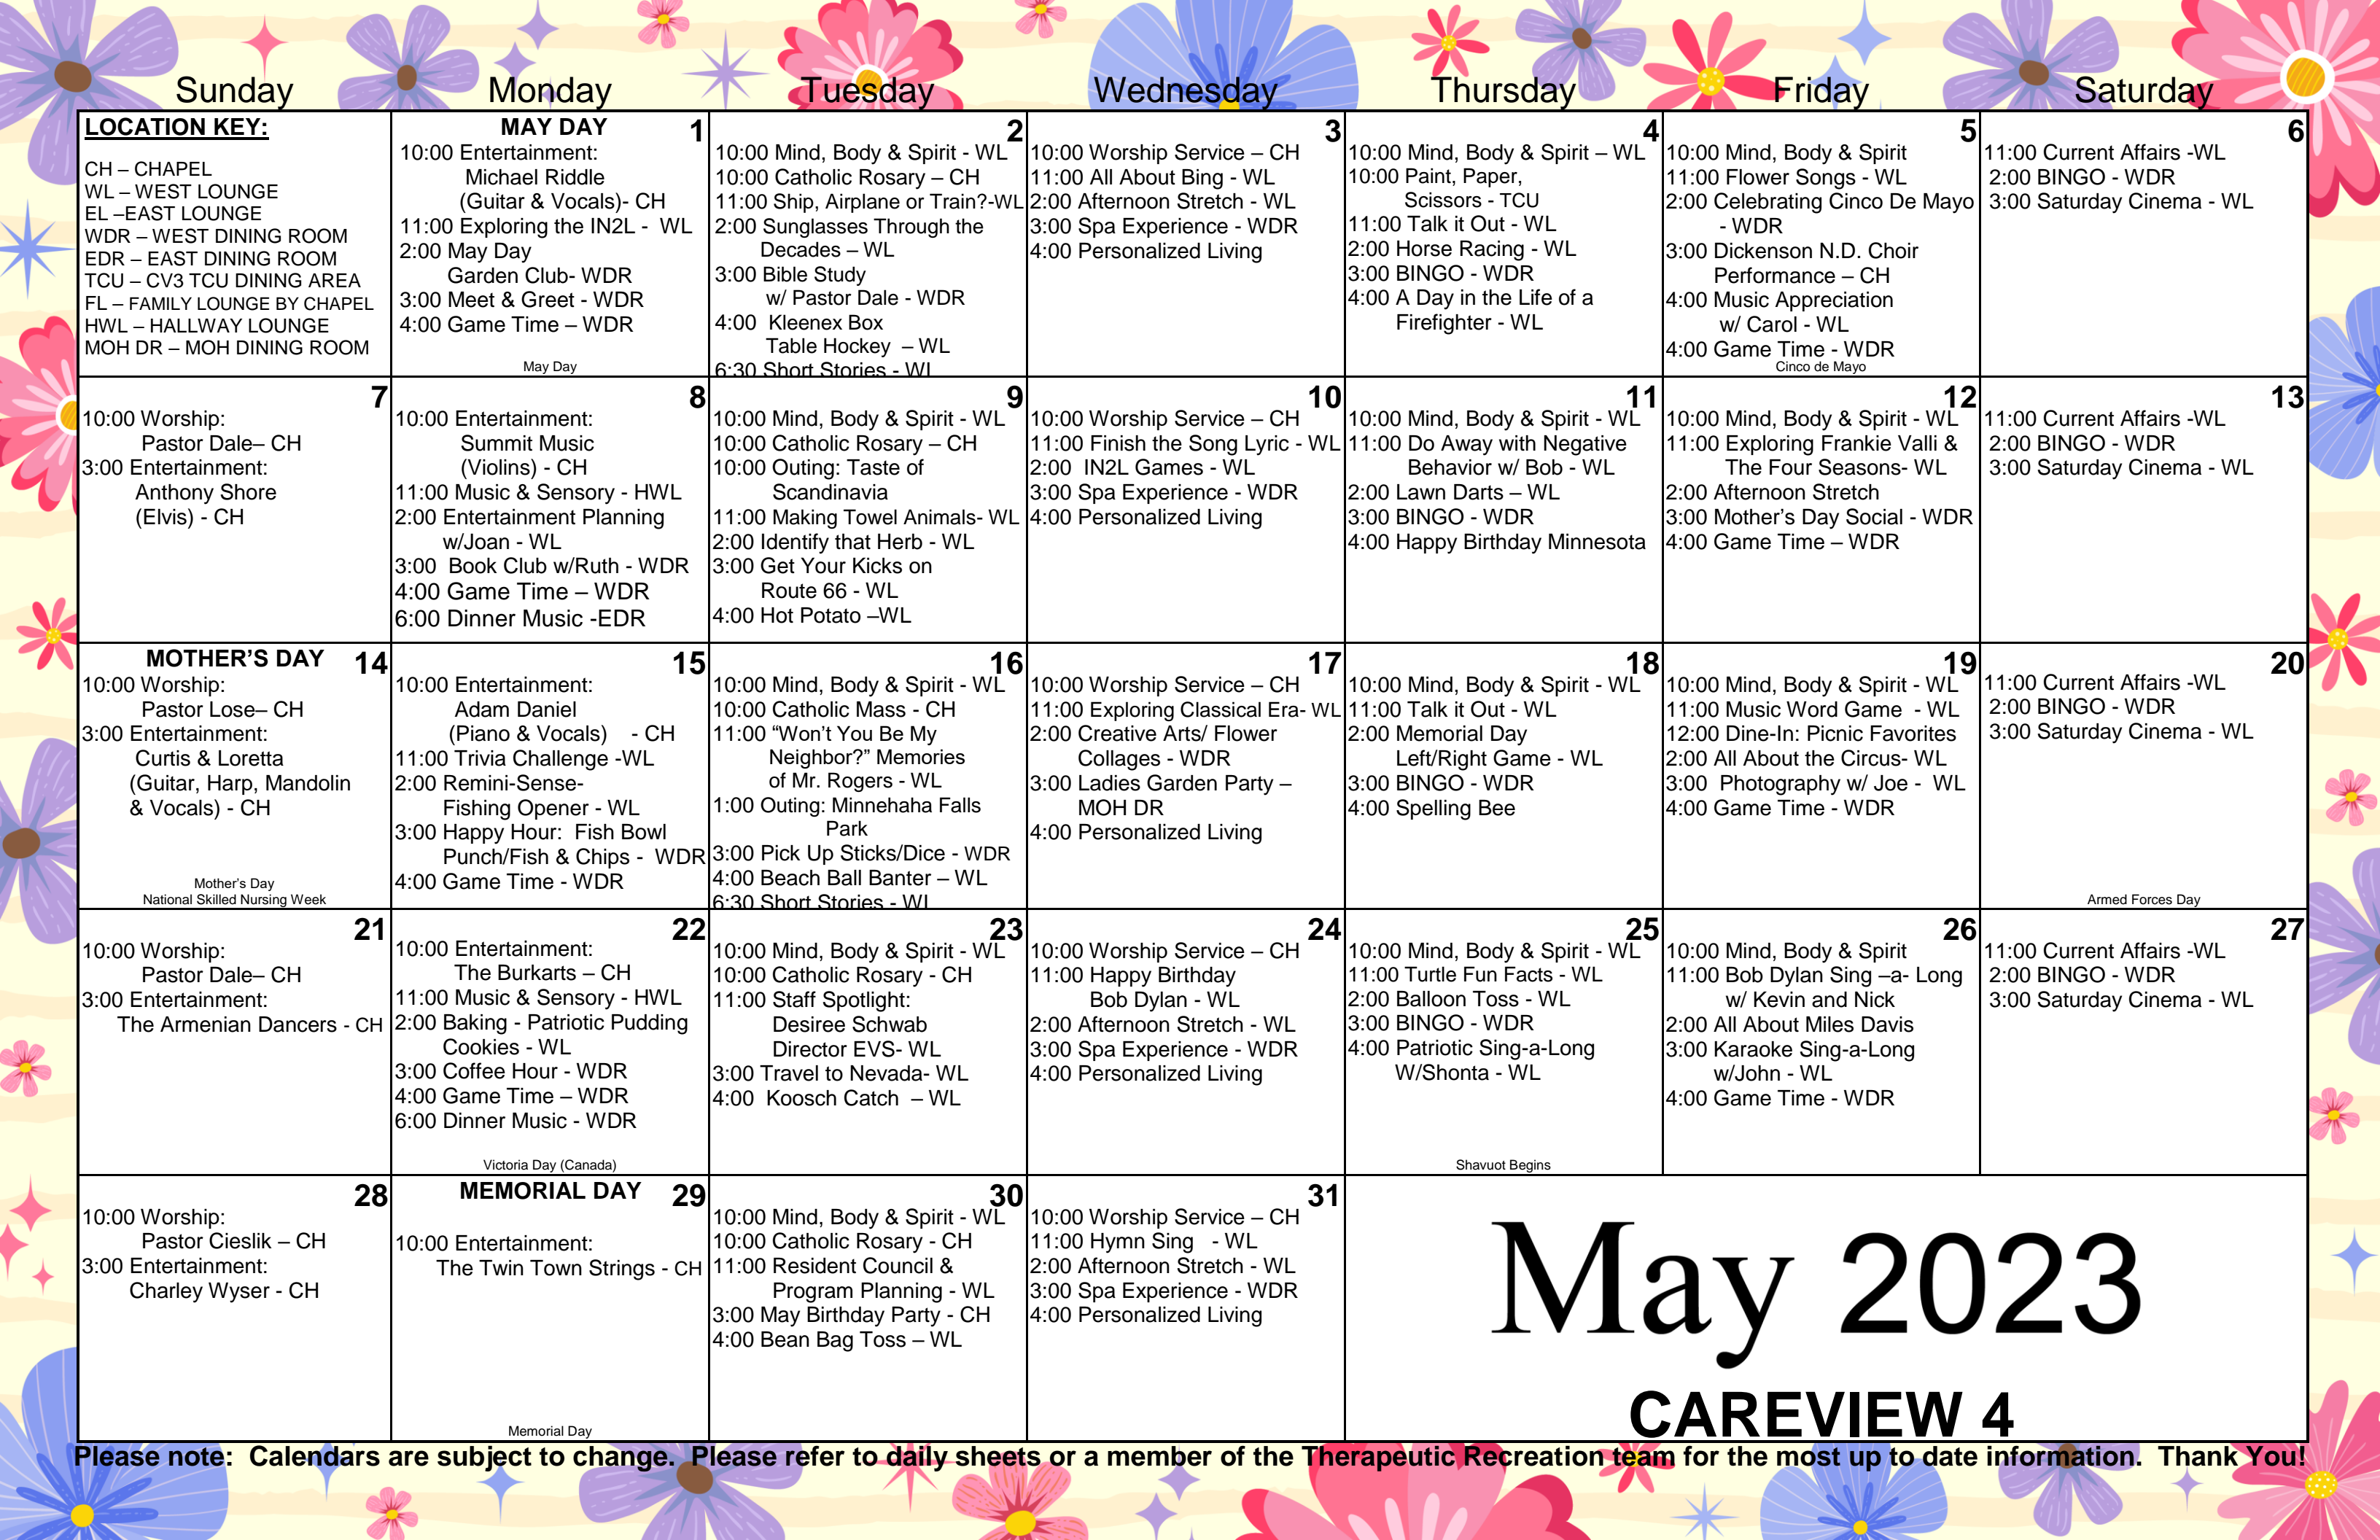 Sunday Monday Tuesday Wednesday Thursday Friday Saturday
LOCATION KEY:
CH – CHAPEL
WL – WEST LOUNGE
EL –EAST LOUNGE
WDR – WEST DINING ROOM
EDR – EAST DINING ROOM
TCU – CV3 TCU DINING AREA
FL – FAMILY LOUNGE BY CHAPEL
HWL – HALLWAY LOUNGE
MOH DR – MOH DINING ROOM
MAY DAY 1
10:00 Entertainment:
Michael Riddle
(Guitar & Vocals)- CH
11:00 Exploring the IN2L - WL
2:00 May Day
Garden Club- WDR
3:00 Meet & Greet - WDR
4:00 Game Time – WDR
May Day
2
10:00 Mind, Body & Spirit - WL
10:00 Catholic Rosary – CH
11:00 Ship, Airplane or Train?-WL
2:00 Sunglasses Through the
Decades – WL
3:00 Bible Study
w/ Pastor Dale - WDR
4:00 Kleenex Box
Table Hockey – WL
6:30 Short Stories - WL
3
10:00 Worship Service – CH
11:00 All About Bing - WL
2:00 Afternoon Stretch - WL
3:00 Spa Experience - WDR
4:00 Personalized Living
4
10:00 Mind, Body & Spirit – WL
10:00 Paint, Paper,
Scissors - TCU
11:00 Talk it Out - WL
2:00 Horse Racing - WL
3:00 BINGO - WDR
4:00 A Day in the Life of a
Firefighter - WL
5
10:00 Mind, Body & Spirit
11:00 Flower Songs - WL
2:00 Celebrating Cinco De Mayo
- WDR
3:00 Dickenson N.D. Choir
Performance – CH
4:00 Music Appreciation
w/ Carol - WL
4:00 Game Time - WDR
Cinco de Mayo
6
11:00 Current Affairs -WL
2:00 BINGO - WDR
3:00 Saturday Cinema - WL
7
10:00 Worship:
Pastor Dale– CH
3:00 Entertainment:
Anthony Shore
(Elvis) - CH
8
10:00 Entertainment:
Summit Music
(Violins) - CH
11:00 Music & Sensory - HWL
2:00 Entertainment Planning
w/Joan - WL
3:00 Book Club w/Ruth - WDR
4:00 Game Time – WDR
6:00 Dinner Music -EDR
9
10:00 Mind, Body & Spirit - WL
10:00 Catholic Rosary – CH
10:00 Outing: Taste of
Scandinavia
11:00 Making Towel Animals- WL
2:00 Identify that Herb - WL
3:00 Get Your Kicks on
Route 66 - WL
4:00 Hot Potato –WL
10
10:00 Worship Service – CH
11:00 Finish the Song Lyric - WL
2:00 IN2L Games - WL
3:00 Spa Experience - WDR
4:00 Personalized Living
11
10:00 Mind, Body & Spirit - WL
11:00 Do Away with Negative
Behavior w/ Bob - WL
2:00 Lawn Darts – WL
3:00 BINGO - WDR
4:00 Happy Birthday Minnesota
12
10:00 Mind, Body & Spirit - WL
11:00 Exploring Frankie Valli &
The Four Seasons- WL
2:00 Afternoon Stretch
3:00 Mother's Day Social - WDR
4:00 Game Time – WDR
13
11:00 Current Affairs -WL
2:00 BINGO - WDR
3:00 Saturday Cinema - WL
MOTHER'S DAY 14
10:00 Worship:
Pastor Lose– CH
3:00 Entertainment:
Curtis & Loretta
(Guitar, Harp, Mandolin
& Vocals) - CH
Mother's Day
National Skilled Nursing Week
15
10:00 Entertainment:
Adam Daniel
(Piano & Vocals) - CH
11:00 Trivia Challenge -WL
2:00 Remini-Sense-
Fishing Opener - WL
3:00 Happy Hour: Fish Bowl
Punch/Fish & Chips - WDR
4:00 Game Time - WDR
16
10:00 Mind, Body & Spirit - WL
10:00 Catholic Mass - CH
11:00 “Won't You Be My
Neighbor?” Memories
of Mr. Rogers - WL
1:00 Outing: Minnehaha Falls
Park
3:00 Pick Up Sticks/Dice - WDR
4:00 Beach Ball Banter – WL
6:30 Short Stories - WL
17
10:00 Worship Service – CH
11:00 Exploring Classical Era- WL
2:00 Creative Arts/ Flower
Collages - WDR
3:00 Ladies Garden Party –
MOH DR
4:00 Personalized Living
18
10:00 Mind, Body & Spirit - WL
11:00 Talk it Out - WL
2:00 Memorial Day
Left/Right Game - WL
3:00 BINGO - WDR
4:00 Spelling Bee
19
10:00 Mind, Body & Spirit - WL
11:00 Music Word Game - WL
12:00 Dine-In: Picnic Favorites
2:00 All About the Circus- WL
3:00 Photography w/ Joe - WL
4:00 Game Time - WDR
20
11:00 Current Affairs -WL
2:00 BINGO - WDR
3:00 Saturday Cinema - WL
Armed Forces Day
21
10:00 Worship:
Pastor Dale– CH
3:00 Entertainment:
The Armenian Dancers - CH
22
10:00 Entertainment:
The Burkarts – CH
11:00 Music & Sensory - HWL
2:00 Baking - Patriotic Pudding
Cookies - WL
3:00 Coffee Hour - WDR
4:00 Game Time – WDR
6:00 Dinner Music - WDR
Victoria Day (Canada)
23
10:00 Mind, Body & Spirit - WL
10:00 Catholic Rosary - CH
11:00 Staff Spotlight:
Desiree Schwab
Director EVS- WL
3:00 Travel to Nevada- WL
4:00 Koosch Catch – WL
24
10:00 Worship Service – CH
11:00 Happy Birthday
Bob Dylan - WL
2:00 Afternoon Stretch - WL
3:00 Spa Experience - WDR
4:00 Personalized Living
25
10:00 Mind, Body & Spirit - WL
11:00 Turtle Fun Facts - WL
2:00 Balloon Toss - WL
3:00 BINGO - WDR
4:00 Patriotic Sing-a-Long
W/Shonta - WL
Shavuot Begins
26
10:00 Mind, Body & Spirit
11:00 Bob Dylan Sing –a- Long
w/ Kevin and Nick
2:00 All About Miles Davis
3:00 Karaoke Sing-a-Long
w/John - WL
4:00 Game Time - WDR
27
11:00 Current Affairs -WL
2:00 BINGO - WDR
3:00 Saturday Cinema - WL
28
10:00 Worship:
Pastor Cieslik – CH
3:00 Entertainment:
Charley Wyser - CH
MEMORIAL DAY 29
10:00 Entertainment:
The Twin Town Strings - CH
Memorial Day
30
10:00 Mind, Body & Spirit - WL
10:00 Catholic Rosary - CH
11:00 Resident Council &
Program Planning - WL
3:00 May Birthday Party - CH
4:00 Bean Bag Toss – WL
31
10:00 Worship Service – CH
11:00 Hymn Sing - WL
2:00 Afternoon Stretch - WL
3:00 Spa Experience - WDR
4:00 Personalized Living
May 2023
CAREVIEW 4
Please note: Calendars are subject to change. Please refer to daily sheets or a member of the Therapeutic Recreation team for the most up to date information. Thank You!